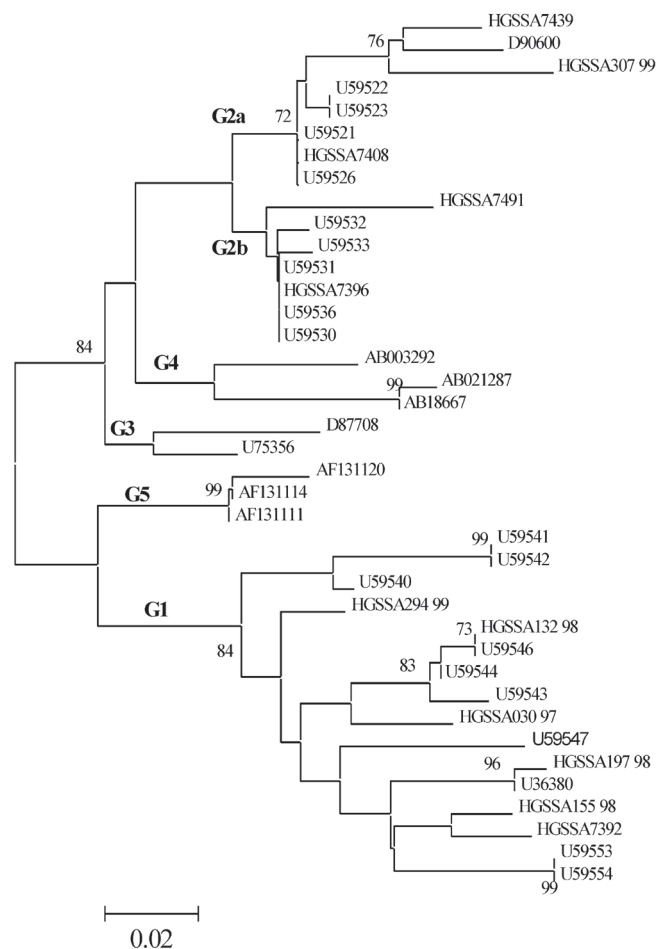 HGSSA7439
76
D90600
HGSSA307 99
U59522
U59523
G2a
72
U59521
HGSSA7408
U59526
HGSSA7491
U59532
G2b
U59533
U59531
HGSSA7396
U59536
U59530
84
G4
AB003292
99
AB021287
AB18667
G3
D87708
U75356
AF131120
G5
99
AF131114
AF131111
99
U59541
U59542
U59540
G1
HGSSA294 99
84
73
HGSSA132 98
U59546
83
U59544
U59543
HGSSA030 97
U59547
96
HGSSA197 98
U36380
HGSSA155 98
HGSSA7392
U59553
U59554
99
0.02